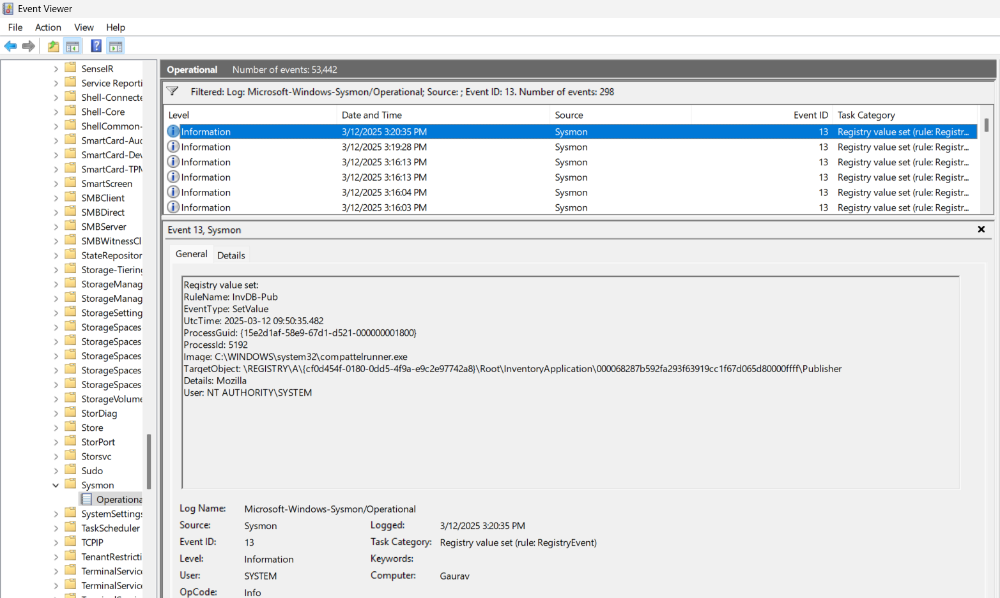 Event Viewer
File Action View Help
SenseIR
Service Reporti
Shell-Connecte
Shell-Core
ShellCommon-
SmartCard-Aud
SmartCard-Dev
SmartCard-TPM
SmartScreen
SMBClient
SMBDirect
SMBServer
SMBWitnessCl
StateRepositor
Storage-Tiering
StorageManag
StorageManag
StorageSetting
StorageSpaces
StorageSpaces
StorageSpaces
StorageSpaces
StorageSpaces
StorageVolume
StorDiag
Store
StorPort
Storsvc
Sudo
Sysmon
Operationa
SystemSettings
TaskScheduler
TCPIP
TenantRestricti
TerminalService
TerminalService
Operational Number of events: 53,442
Filtered: Log: Microsoft-Windows-Sysmon/Operational; Source: ; Event ID: 13. Number of events: 298
Level Date and Time Source Event ID Task Category
Information 3/12/2025 3:20:35 PM Sysmon 13 Registry value set (rule: Registr...
Information 3/12/2025 3:19:28 PM Sysmon 13 Registry value set (rule: Registr...
Information 3/12/2025 3:16:13 PM Sysmon 13 Registry value set (rule: Registr...
Information 3/12/2025 3:16:13 PM Sysmon 13 Registry value set (rule: Registr...
Information 3/12/2025 3:16:04 PM Sysmon 13 Registry value set (rule: Registr...
Information 3/12/2025 3:16:03 PM Sysmon 13 Registry value set (rule: Registr...
Event 13, Sysmon
General Details
Registry value set:
RuleName: InvDB-Pub
EventType: SetValue
UtcTime: 2025-03-12 09:50:35.482
ProcessGuid: {15e2d1af-58e9-67d1-d521-000000001800}
ProcessId: 5192
Image: C:\WINDOWS\system32\compattelrunner.exe
TargetObject: \REGISTRY\A\{cf0d454f-0180-0dd5-4f9a-e9c2e97742a8}\Root\InventoryApplication\000068287b592fa293f63919cc1f67d065d80000ffff\Publisher
Details: Mozilla
User: NT AUTHORITY\SYSTEM
Log Name: Microsoft-Windows-Sysmon/Operational
Source: Sysmon Logged: 3/12/2025 3:20:35 PM
Event ID: 13 Task Category: Registry value set (rule: RegistryEvent)
Level: Information Keywords:
User: SYSTEM Computer: Gaurav
OpCode: Info